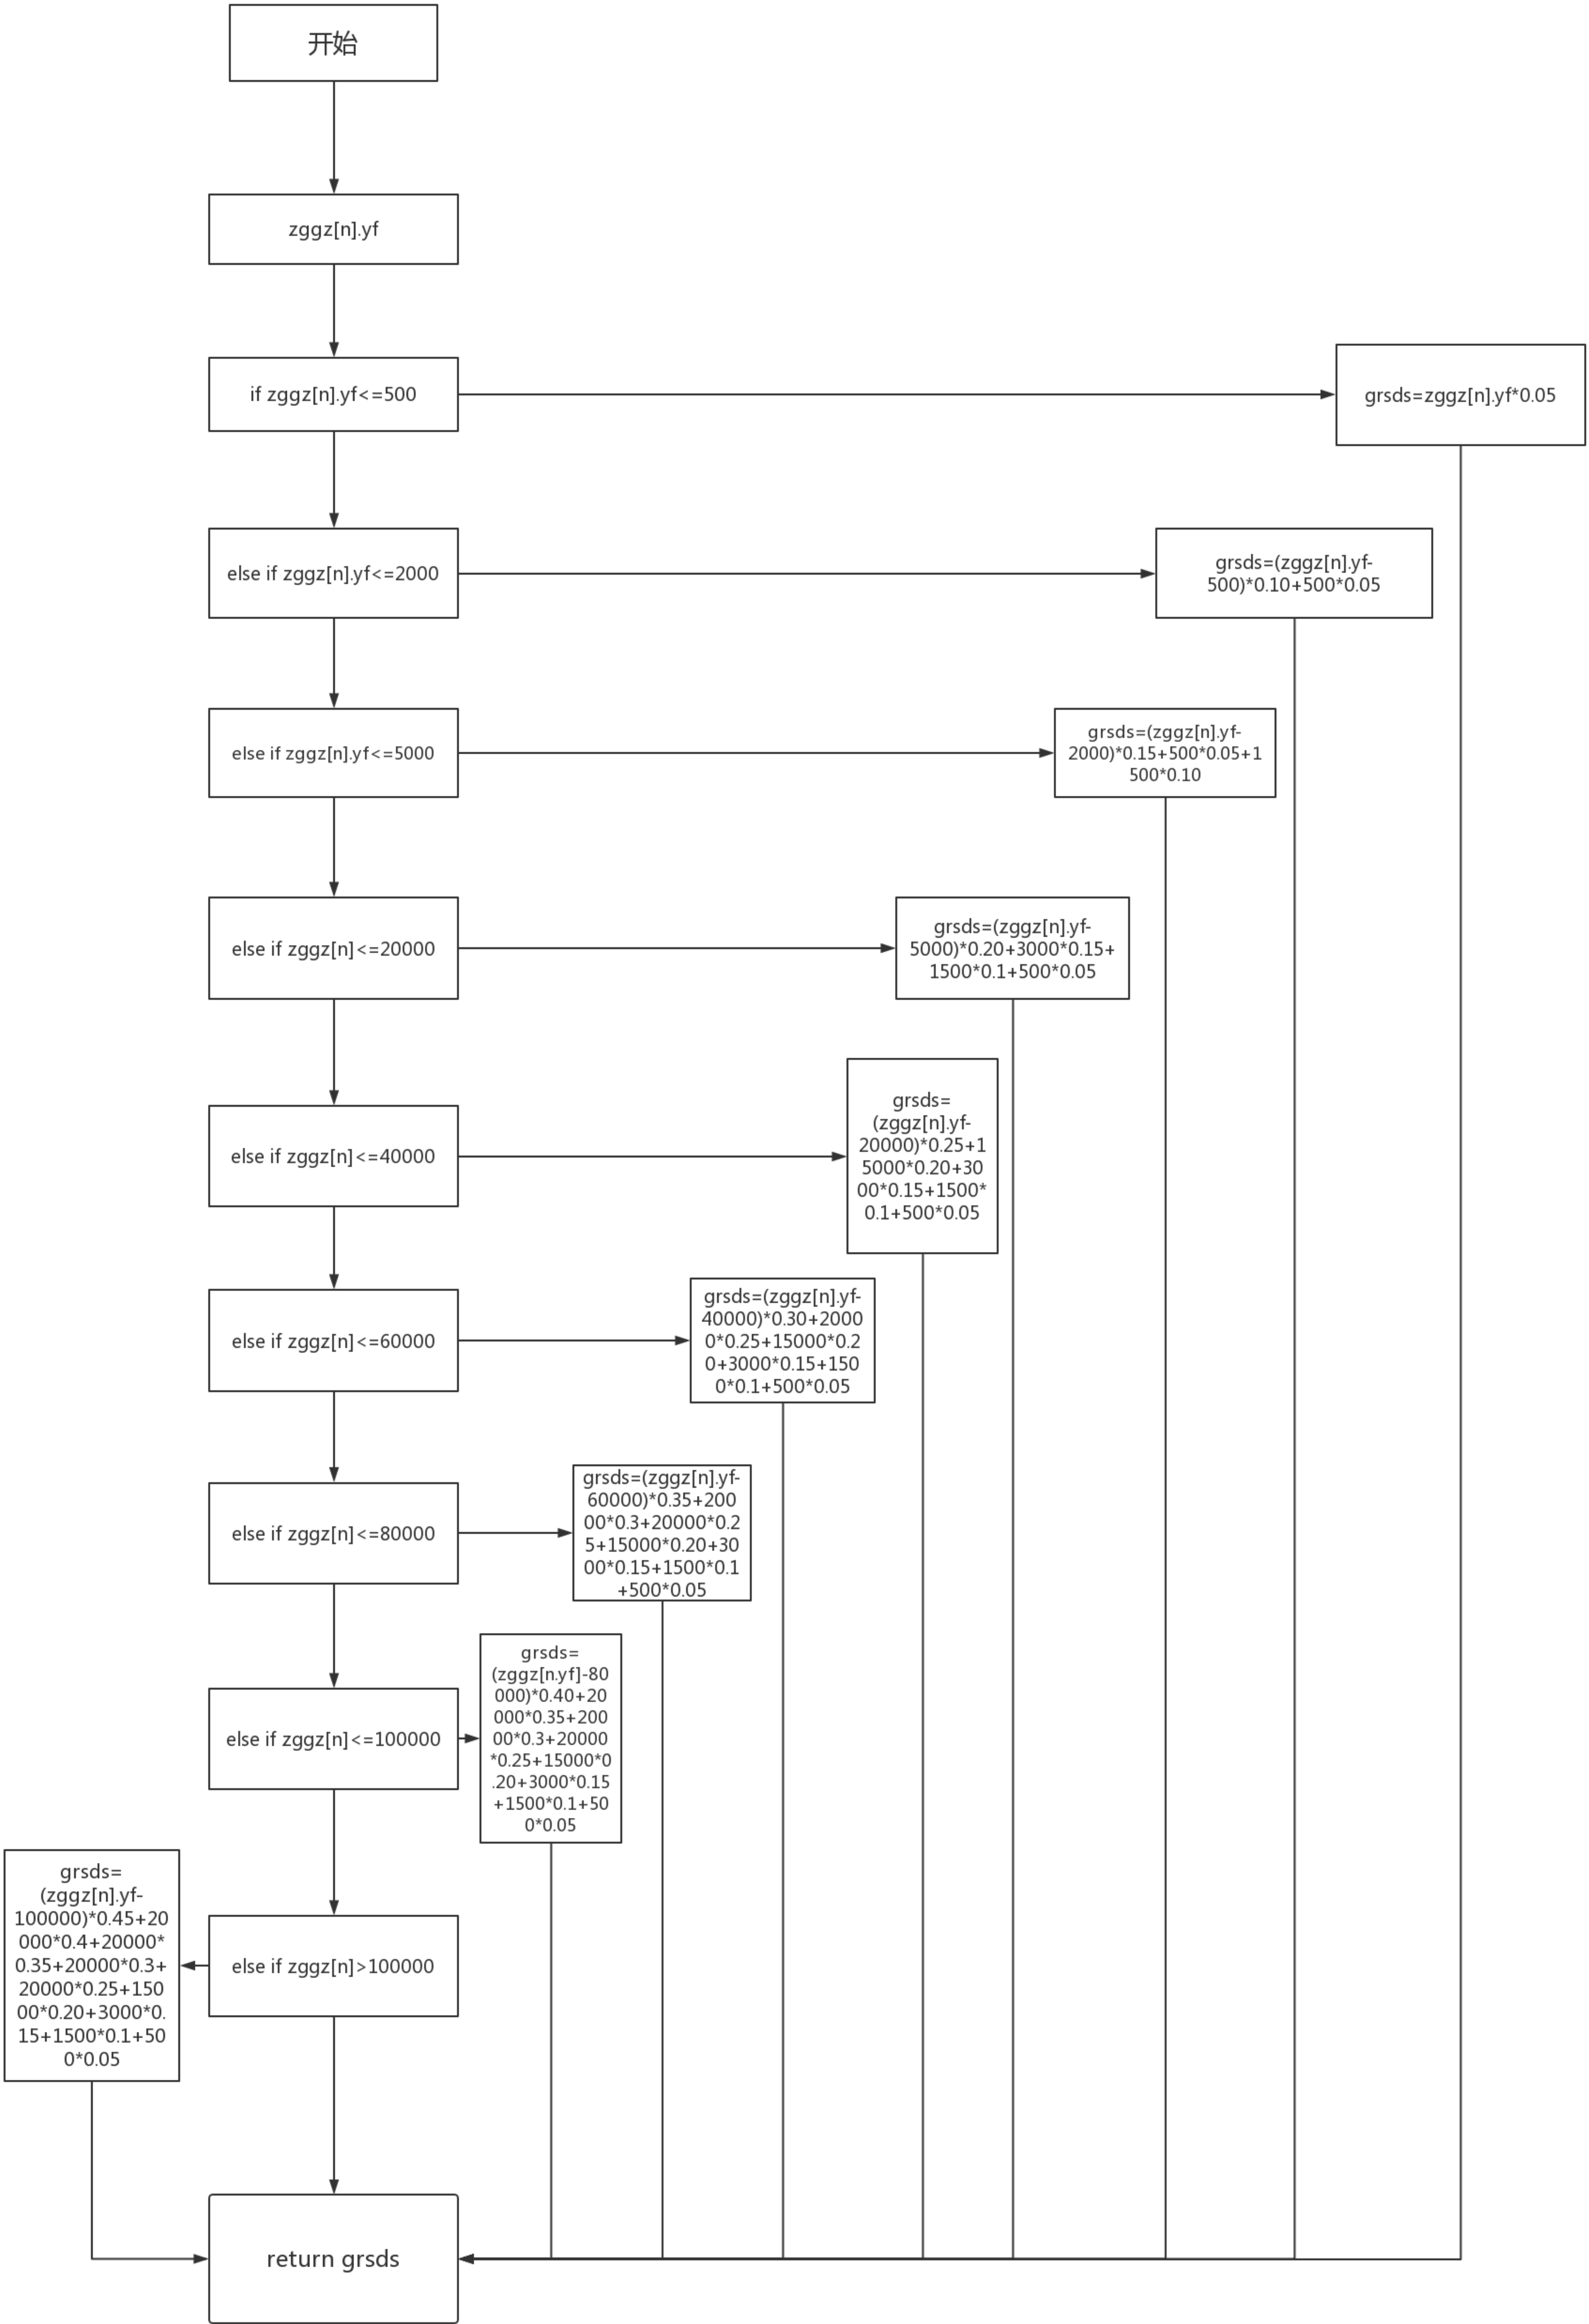 开始
zggz[n].yf
if zggz[n].yf<=500
grsds=zggz[n].yf*0.05
else if zggz[n].yf<=2000
grsds=(zggz[n].yf-
500)*0.10+500*0.05
else if zggz[n].yf<=5000
grsds=(zggz[n].yf-
2000)*0.15+500*0.05+1
500*0.10
else if zggz[n]<=20000
grsds=(zggz[n].yf-
5000)*0.20+3000*0.15+
1500*0.1+500*0.05
else if zggz[n]<=40000
grsds=
(zggz[n].yf-
20000)*0.25+1
5000*0.20+30
00*0.15+1500*
0.1+500*0.05
else if zggz[n]<=60000
grsds=(zggz[n].yf-
40000)*0.30+2000
0*0.25+15000*0.2
0+3000*0.15+150
0*0.1+500*0.05
else if zggz[n]<=80000
grsds=(zggz[n].yf-
60000)*0.35+200
00*0.3+20000*0.2
5+15000*0.20+30
00*0.15+1500*0.1
+500*0.05
else if zggz[n]<=100000
grsds=
(zggz[n.yf]-80
000)*0.40+20
000*0.35+200
00*0.3+20000
*0.25+15000*0
.20+3000*0.15
+1500*0.1+50
0*0.05
else if zggz[n]>100000
grsds=
(zggz[n].yf-
100000)*0.45+20
000*0.4+20000*
0.35+20000*0.3+
20000*0.25+150
00*0.20+3000*0.
15+1500*0.1+50
0*0.05
return grsds